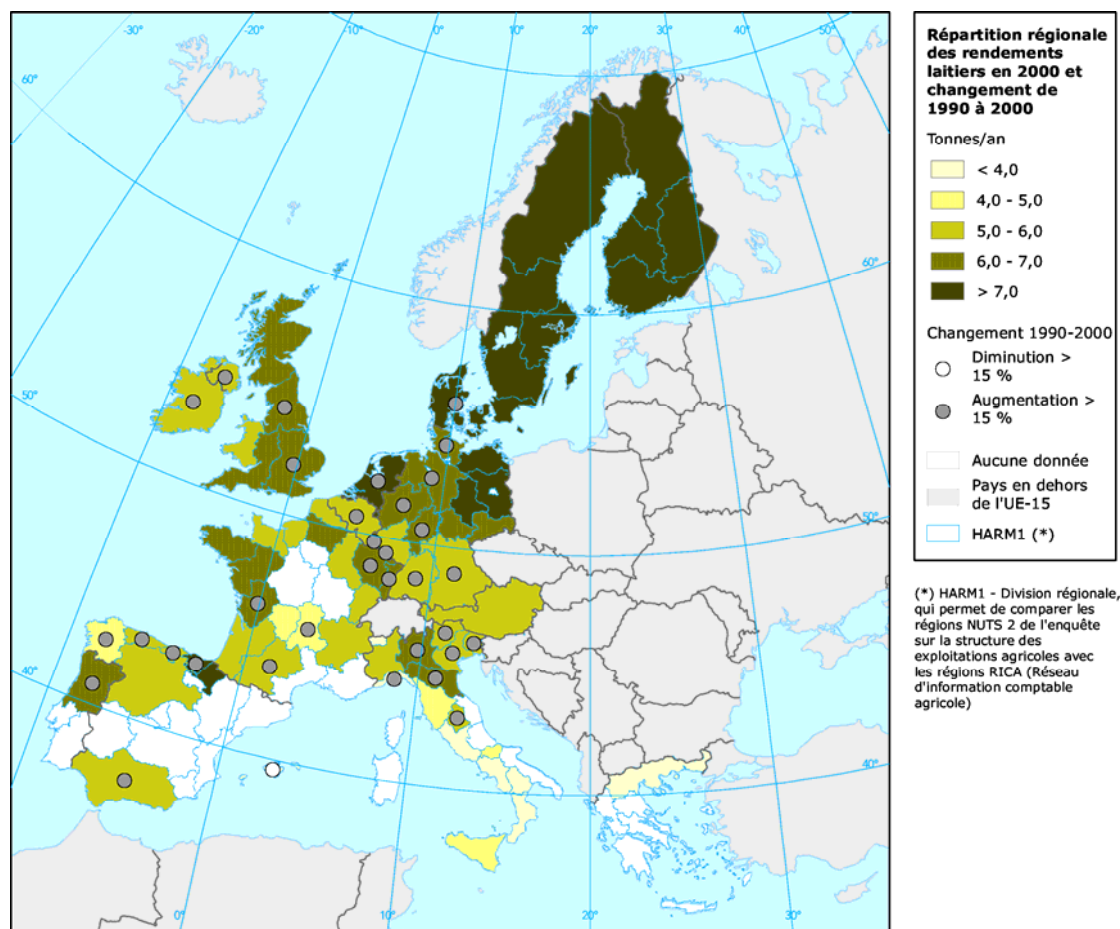 -30°
-20°
-10°
0°
10°
20°
30°
40°
50°
60°
60°
50°
40°
60°
50°
40°
0°
10°
20°
30°
Répartition régionale
des rendements
laitiers en 2000 et
changement de
1990 à 2000
Tonnes/an
< 4,0
4,0 - 5,0
5,0 - 6,0
6,0 - 7,0
> 7,0
Changement 1990-2000
Diminution >
15 %
Augmentation >
15 %
Aucune donnée
Pays en dehors
de l'UE-15
HARM1 (*)
(*) HARM1 - Division régionale,
qui permet de comparer les
régions NUTS 2 de l'enquête
sur la structure des
exploitations agricoles avec
les régions RICA (Réseau
d'information comptable
agricole)